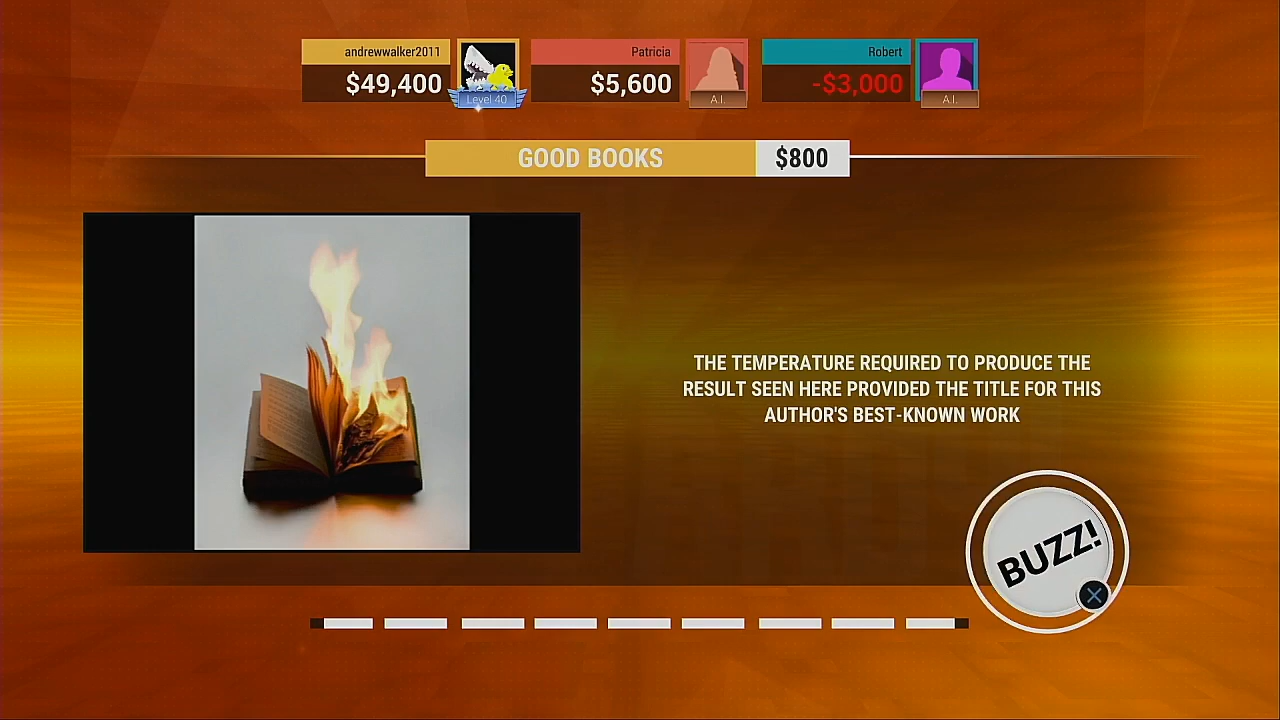 andrewwalker2011
$49,400
Level 40
Patricia
$5,600
A.I.
Robert
-$3,000
A.I.
GOOD BOOKS
$800
THE TEMPERATURE REQUIRED TO PRODUCE THE
RESULT SEEN HERE PROVIDED THE TITLE FOR THIS
AUTHOR'S BEST-KNOWN WORK
BUZZ!